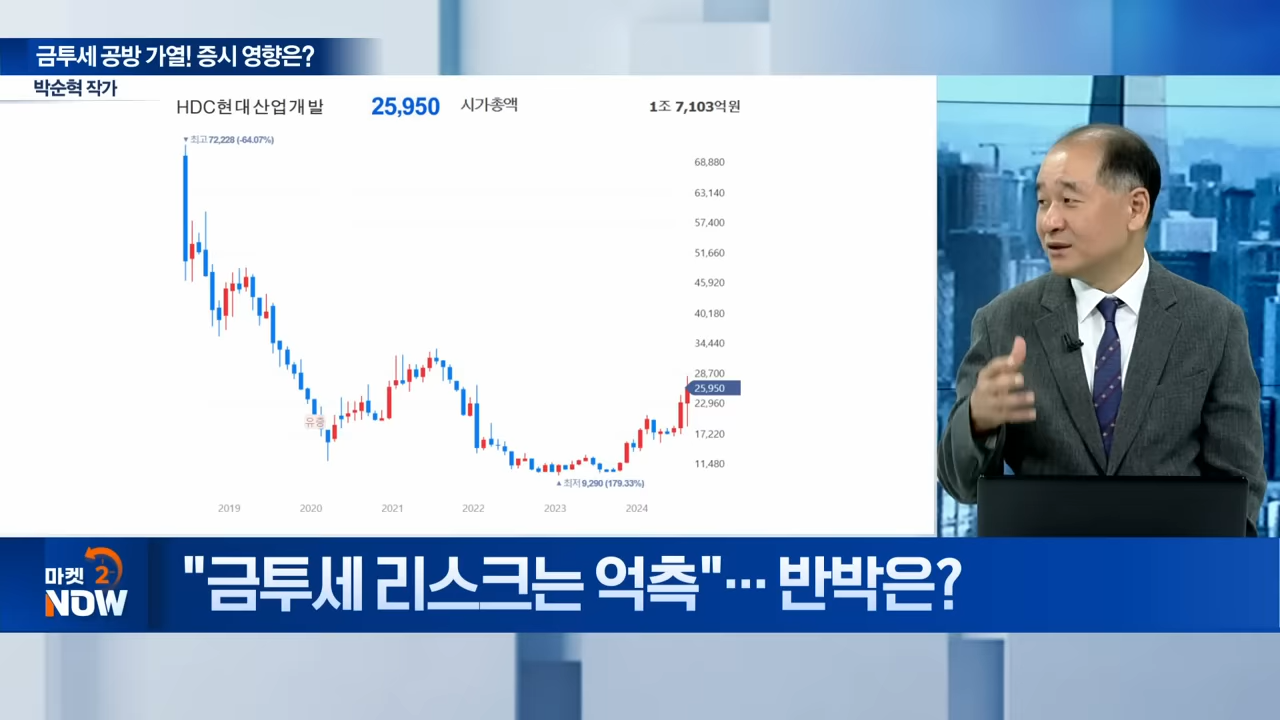 금투세 공방 가열! 증시 영향은?
박순혁 작가
HDC현대산업개발 25,950 시가총액 1조 7,103억원
▼최고 72,228 (-64.07%)
68,880
63,140
57,400
51,660
45,920
40,180
34,440
28,700
25,950
22,960
17,220
11,480
유증
▲최저 9,290 (179.33%)
2019 2020 2021 2022 2023 2024
마켓 2
NOW
"금투세 리스크는 억측"… 반박은?